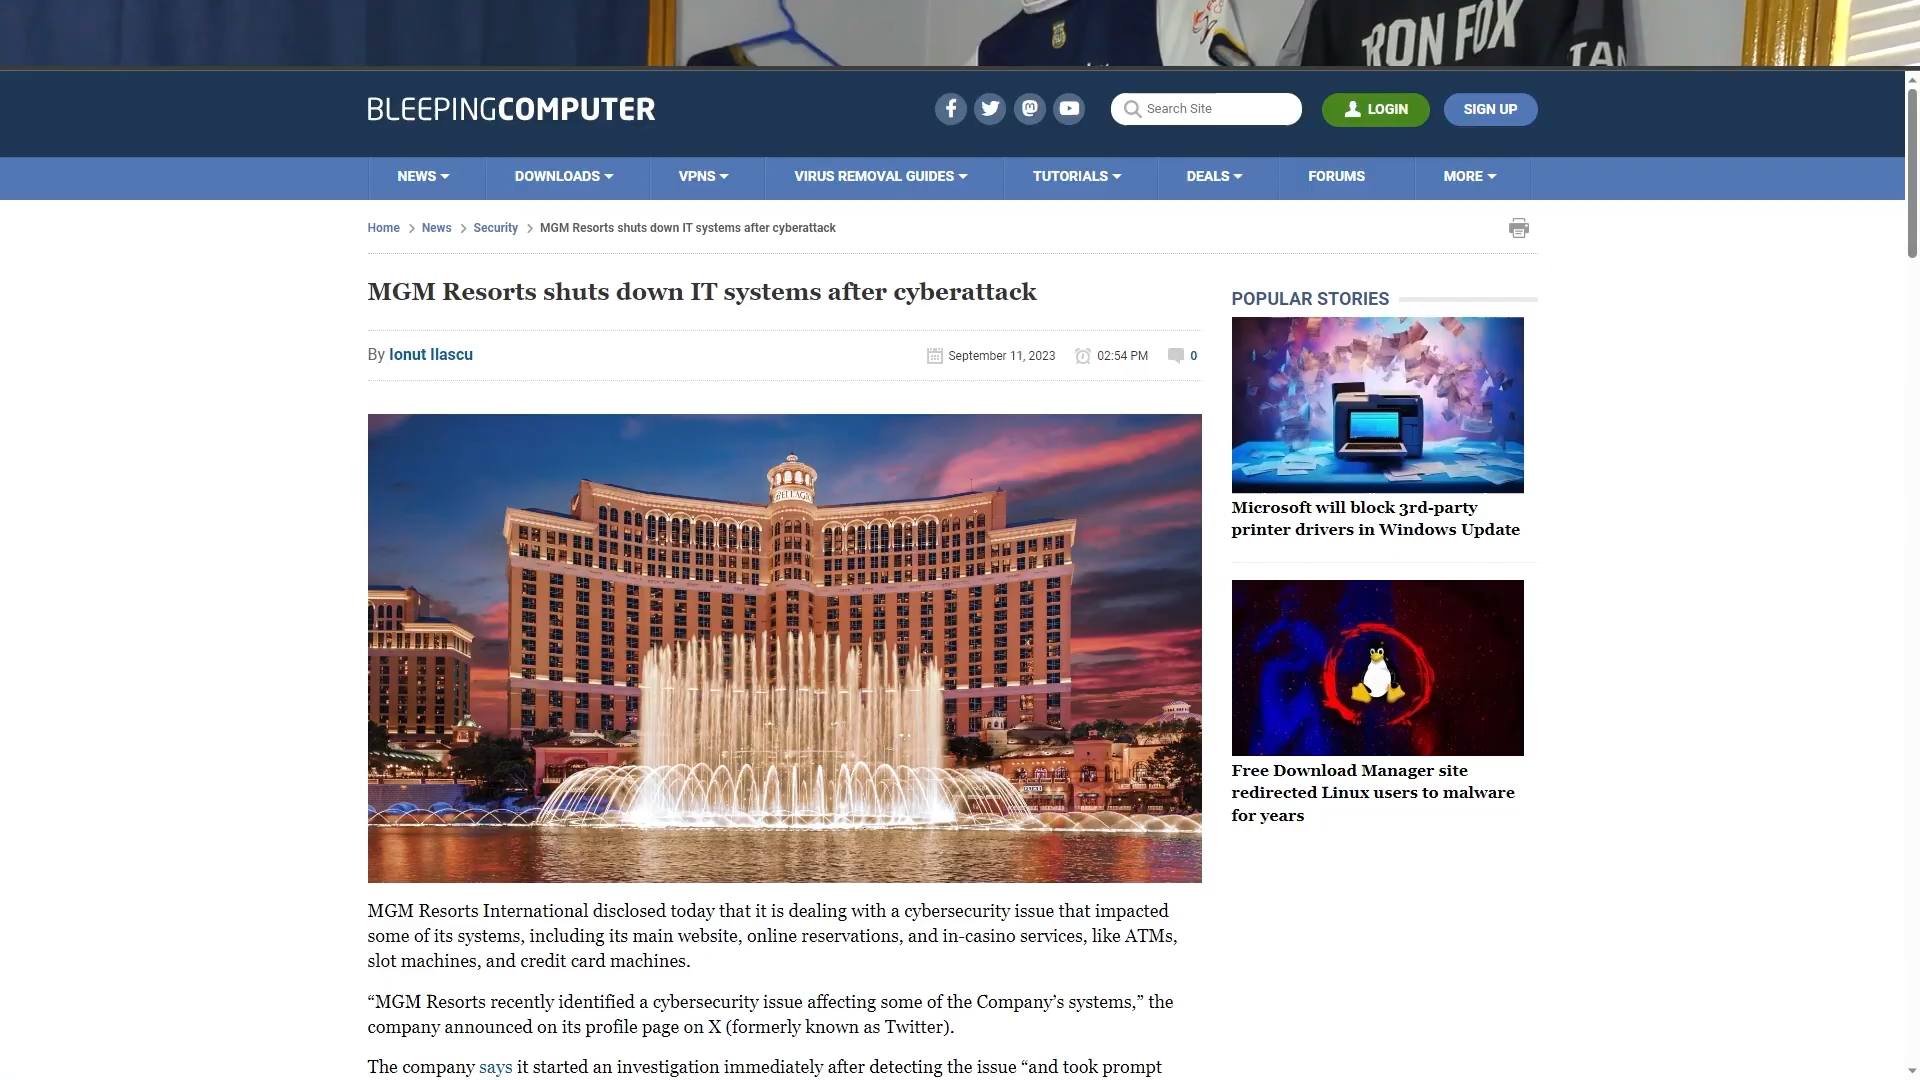 IRON FOX
BLEEPINGCOMPUTER
Search Site
LOGIN
SIGN UP
NEWS
DOWNLOADS
VPNS
VIRUS REMOVAL GUIDES
TUTORIALS
DEALS
FORUMS
MORE
Home > News > Security > MGM Resorts shuts down IT systems after cyberattack
MGM Resorts shuts down IT systems after cyberattack
By Ionut Ilascu
September 11, 2023
02:54 PM
0
BELLAGIO
MGM Resorts International disclosed today that it is dealing with a cybersecurity issue that impacted
some of its systems, including its main website, online reservations, and in-casino services, like ATMs,
slot machines, and credit card machines.
“MGM Resorts recently identified a cybersecurity issue affecting some of the Company’s systems,” the
company announced on its profile page on X (formerly known as Twitter).
The company says it started an investigation immediately after detecting the issue “and took prompt
POPULAR STORIES
Microsoft will block 3rd-party
printer drivers in Windows Update
Free Download Manager site
redirected Linux users to malware
for years